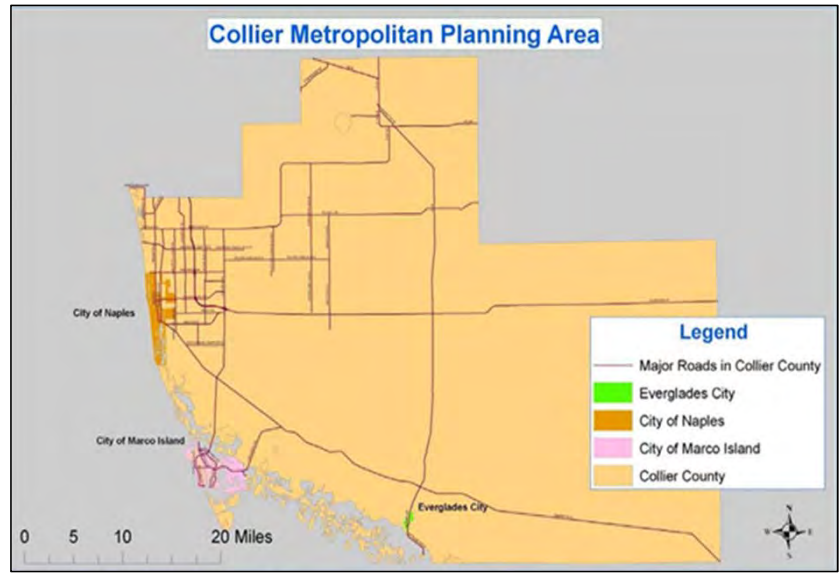 Collier Metropolitan Planning Area
City of Naples
City of Marco Island
Everglades City
Legend
Major Roads in Collier County
Everglades City
City of Naples
City of Marco Island
Collier County
0 5 10 20 Miles
N
W E
S